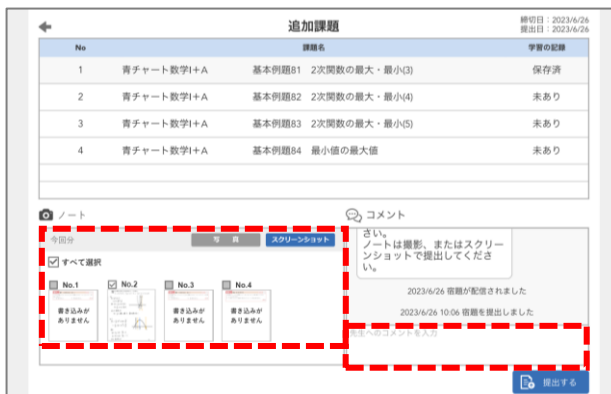 追加課題
締切日：2023/6/26
提出日：2023/6/26
No 課題名 学習の記録
1 青チャート数学I+A 基本例題81 2次関数の最大・最小(3) 保存済
2 青チャート数学I+A 基本例題82 2次関数の最大・最小(4) 未あり
3 青チャート数学I+A 基本例題83 2次関数の最大・最小(5) 未あり
4 青チャート数学I+A 基本例題84 最小値の最大値 未あり
ノート
コメント
今回分 写 真 スクリーンショット
すべて選択
No.1 No.2 No.3 No.4
書き込みが
ありません
書き込みが
ありません
書き込みが
ありません
さい。
ノートは撮影、またはスクリー
ンショットで提出してくださ
い。
2023/6/26 宿題が配信されました
2023/6/26 10:06 宿題を提出しました
先生へのコメントを入力
提出する